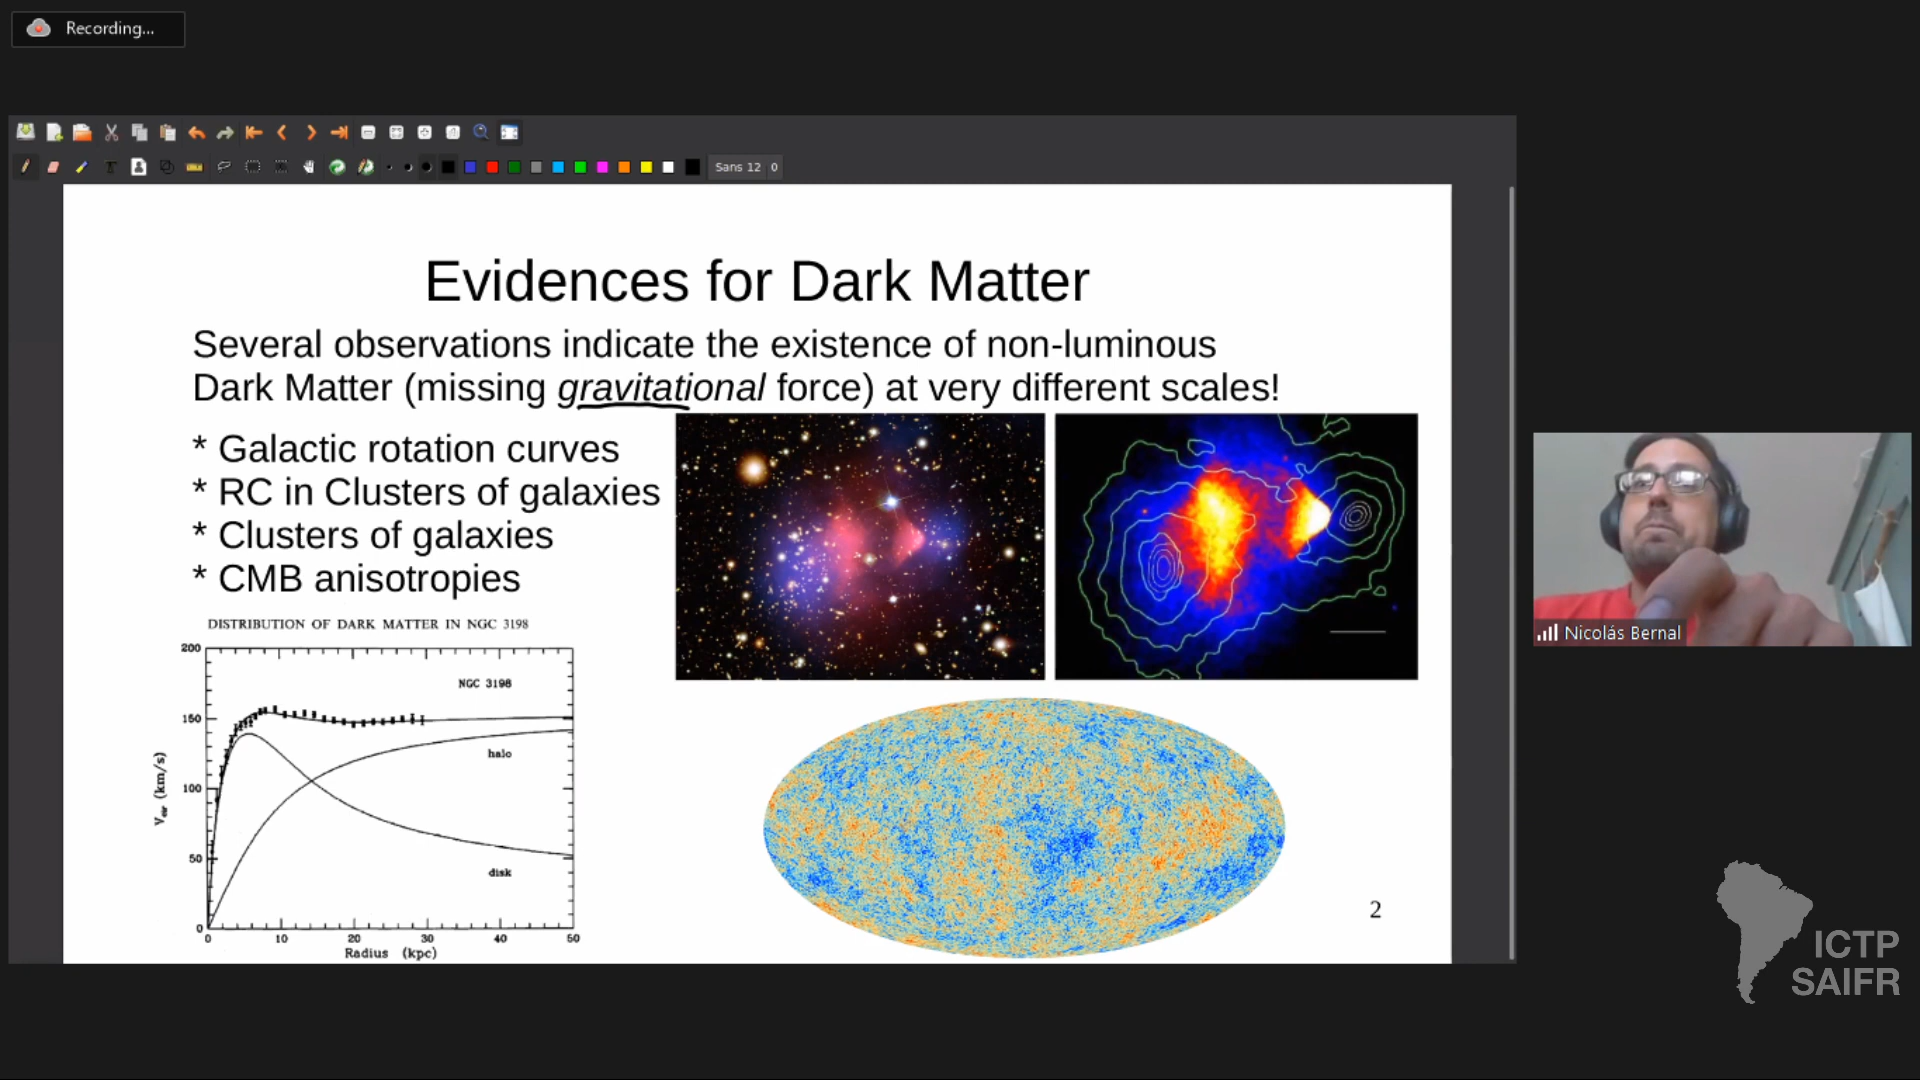 Recording...
Sans 12 0
Evidences for Dark Matter
Several observations indicate the existence of non-luminous
Dark Matter (missing gravitational force) at very different scales!
* Galactic rotation curves
* RC in Clusters of galaxies
* Clusters of galaxies
* CMB anisotropies
DISTRIBUTION OF DARK MATTER IN NGC 3198
200
NGC 3198
150
halo
100
Vcir (km/s)
50
disk
0
0 10 20 30 40 50
Radius (kpc)
2
Nicolás Bernal
ICTP
SAIFR